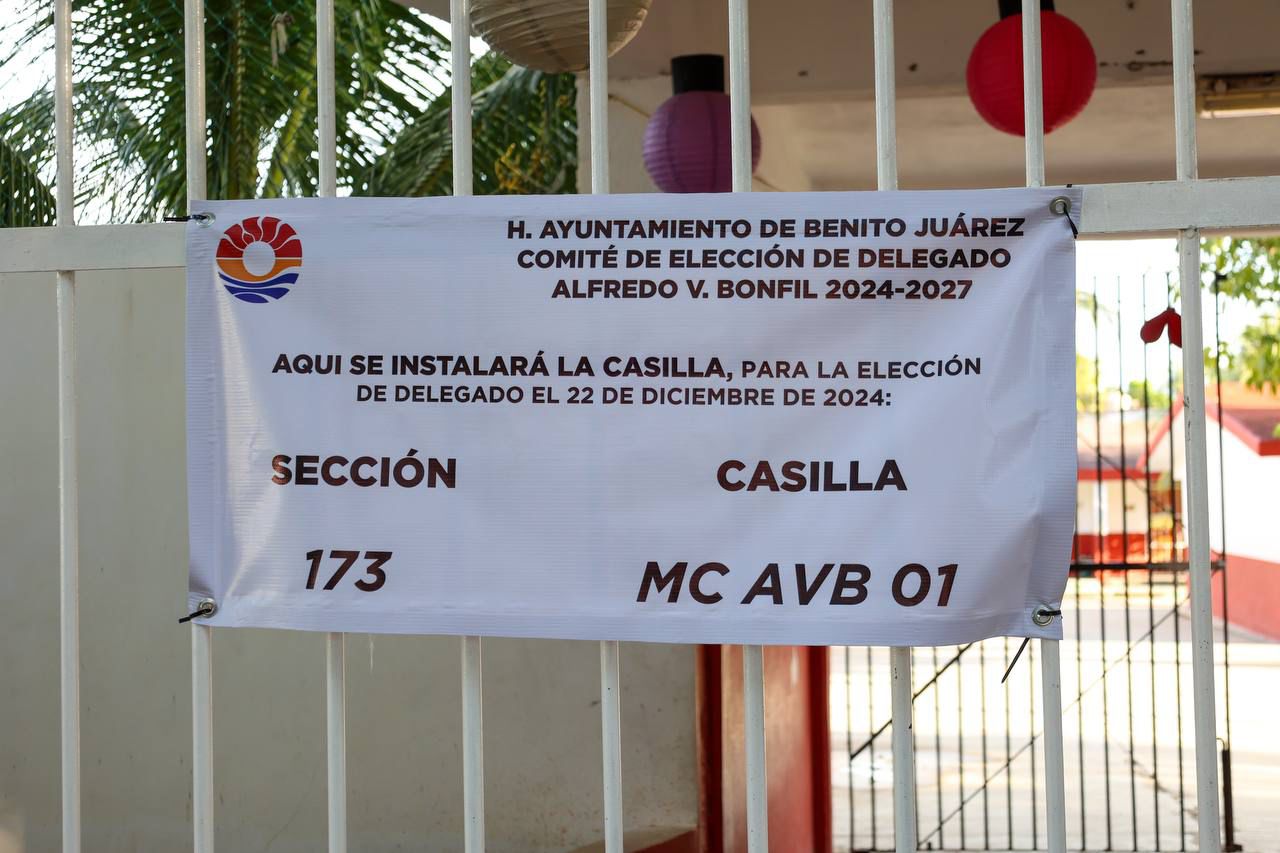 H. AYUNTAMIENTO DE BENITO JUÁREZ
COMITÉ DE ELECCIÓN DE DELEGADO
ALFREDO V. BONFIL 2024-2027
AQUI SE INSTALARÁ LA CASILLA, PARA LA ELECCIÓN
DE DELEGADO EL 22 DE DICIEMBRE DE 2024:
SECCIÓN
CASILLA
173
MC AVB 01